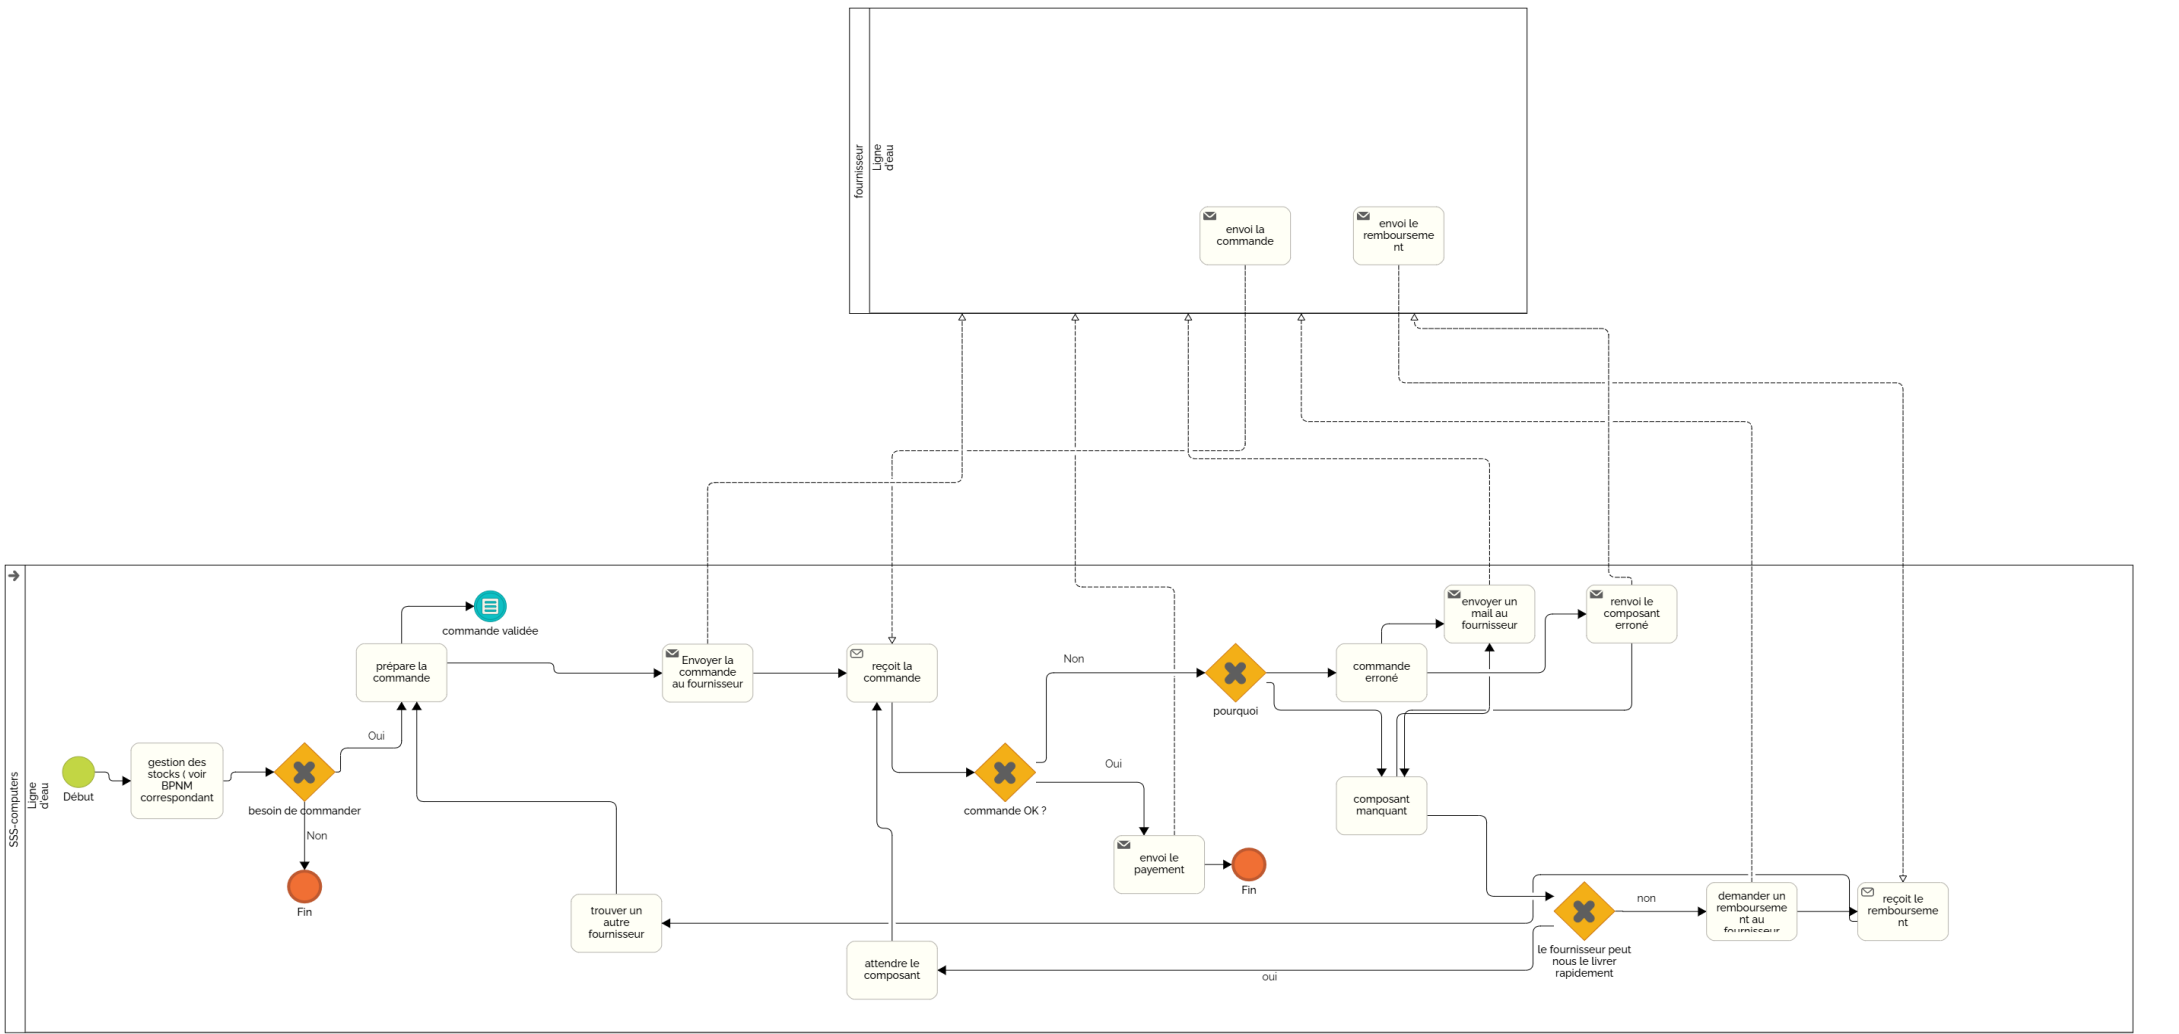 fournisseur
Ligne
d'eau
envoi la
commande
envoi le
rembourseme
nt
SSS-computers
Ligne
d'eau
Début
gestion des
stocks ( voir
BPNM
correspondant
besoin de commander
Oui
Non
Fin
prépare la
commande
commande validée
Envoyer la
commande
au fournisseur
reçoit la
commande
commande OK ?
Non
Oui
envoi le
payement
Fin
pourquoi
commande
erroné
envoyer un
mail au
fournisseur
renvoi le
composant
erroné
composant
manquant
le fournisseur peut
nous le livrer
rapidement
non
oui
demander un
rembourseme
nt au
fournisseur
reçoit le
rembourseme
nt
trouver un
autre
fournisseur
attendre le
composant